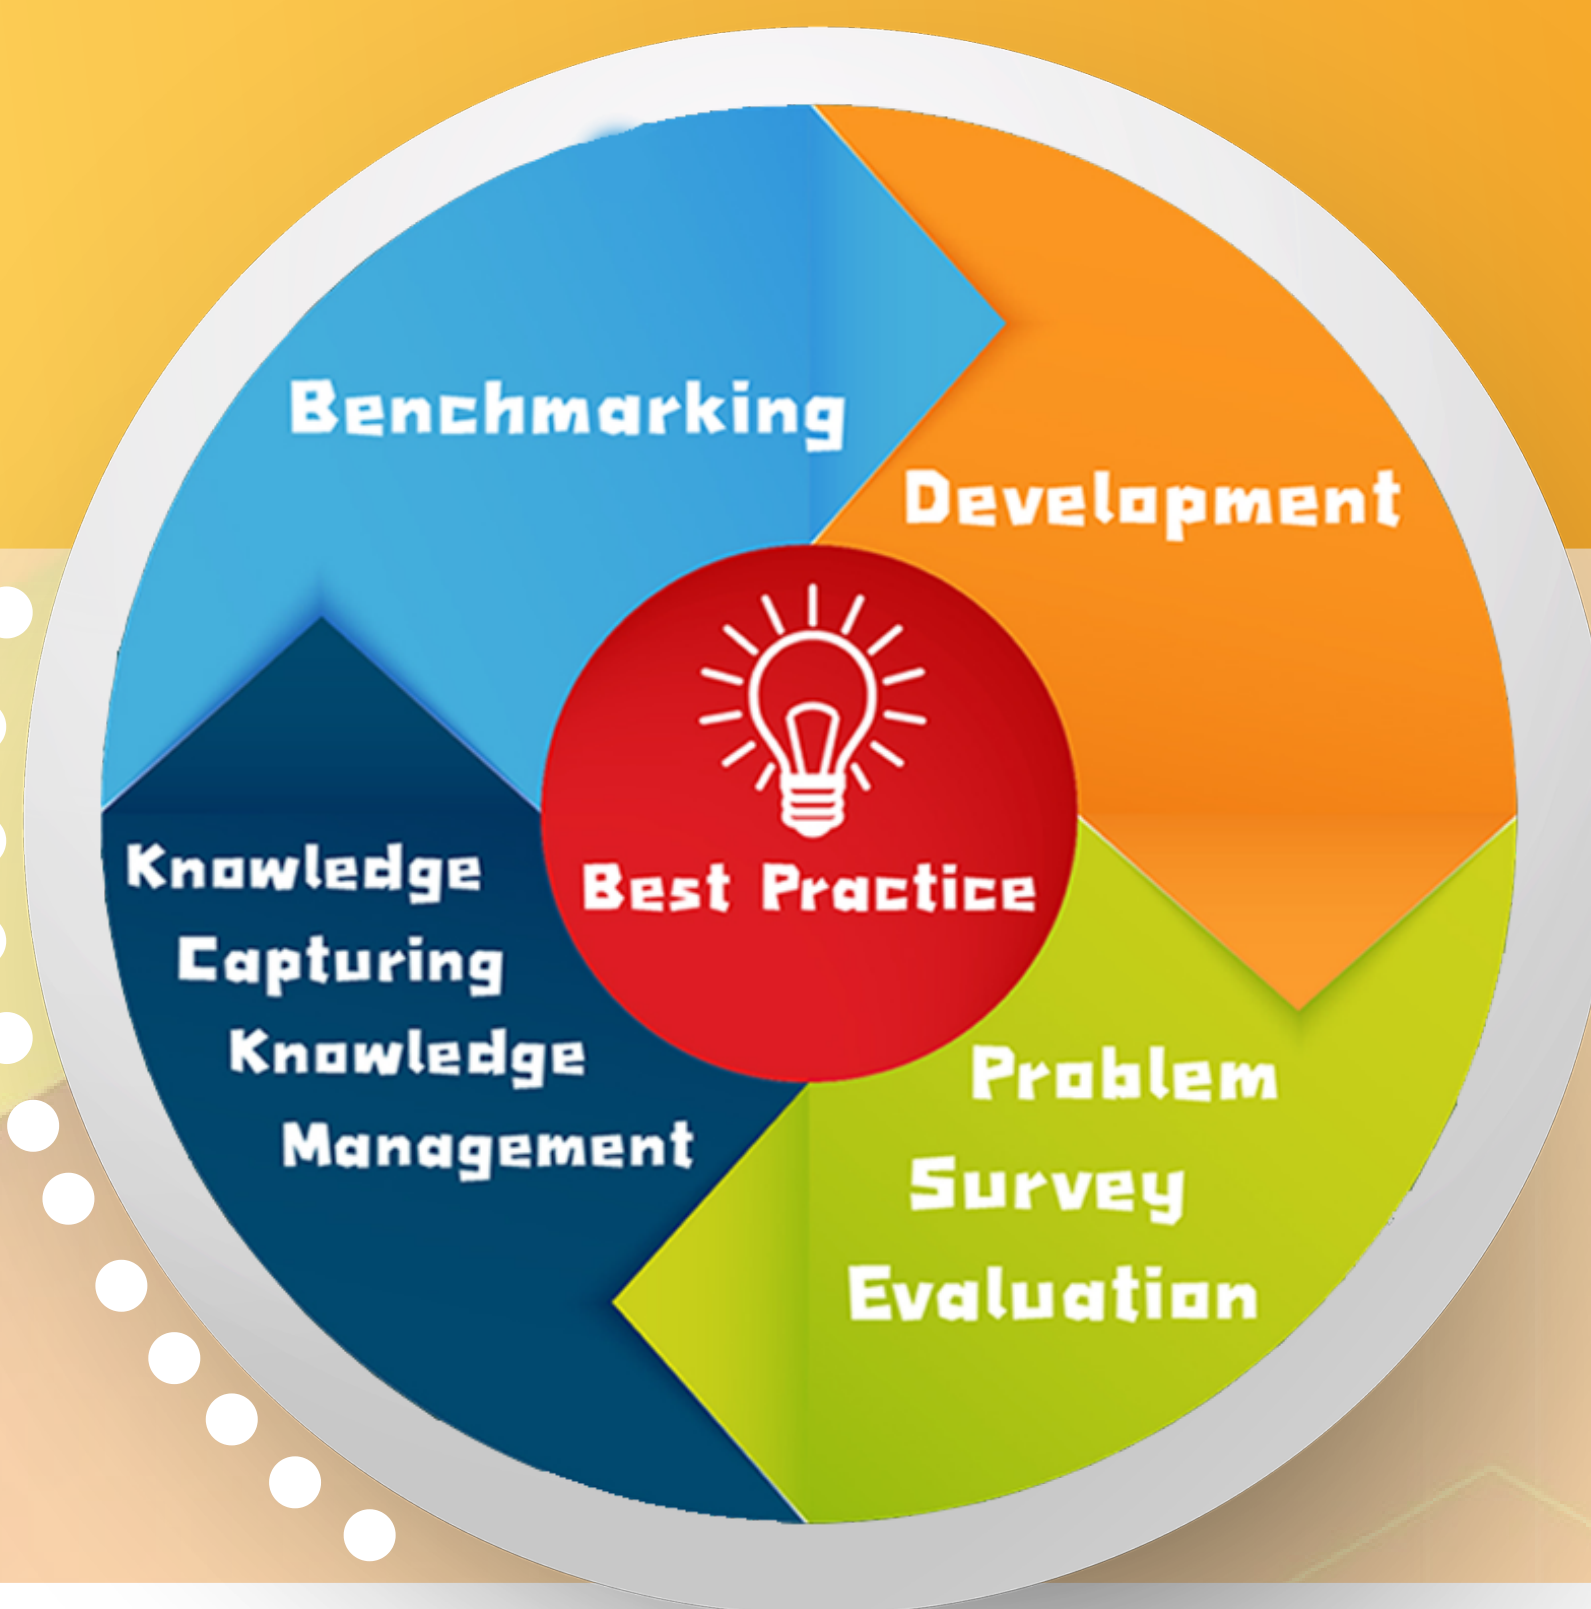 Benchmarking
Development
Best Practice
Knowledge
Capturing
Knowledge
Management
Problem
Survey
Evaluation